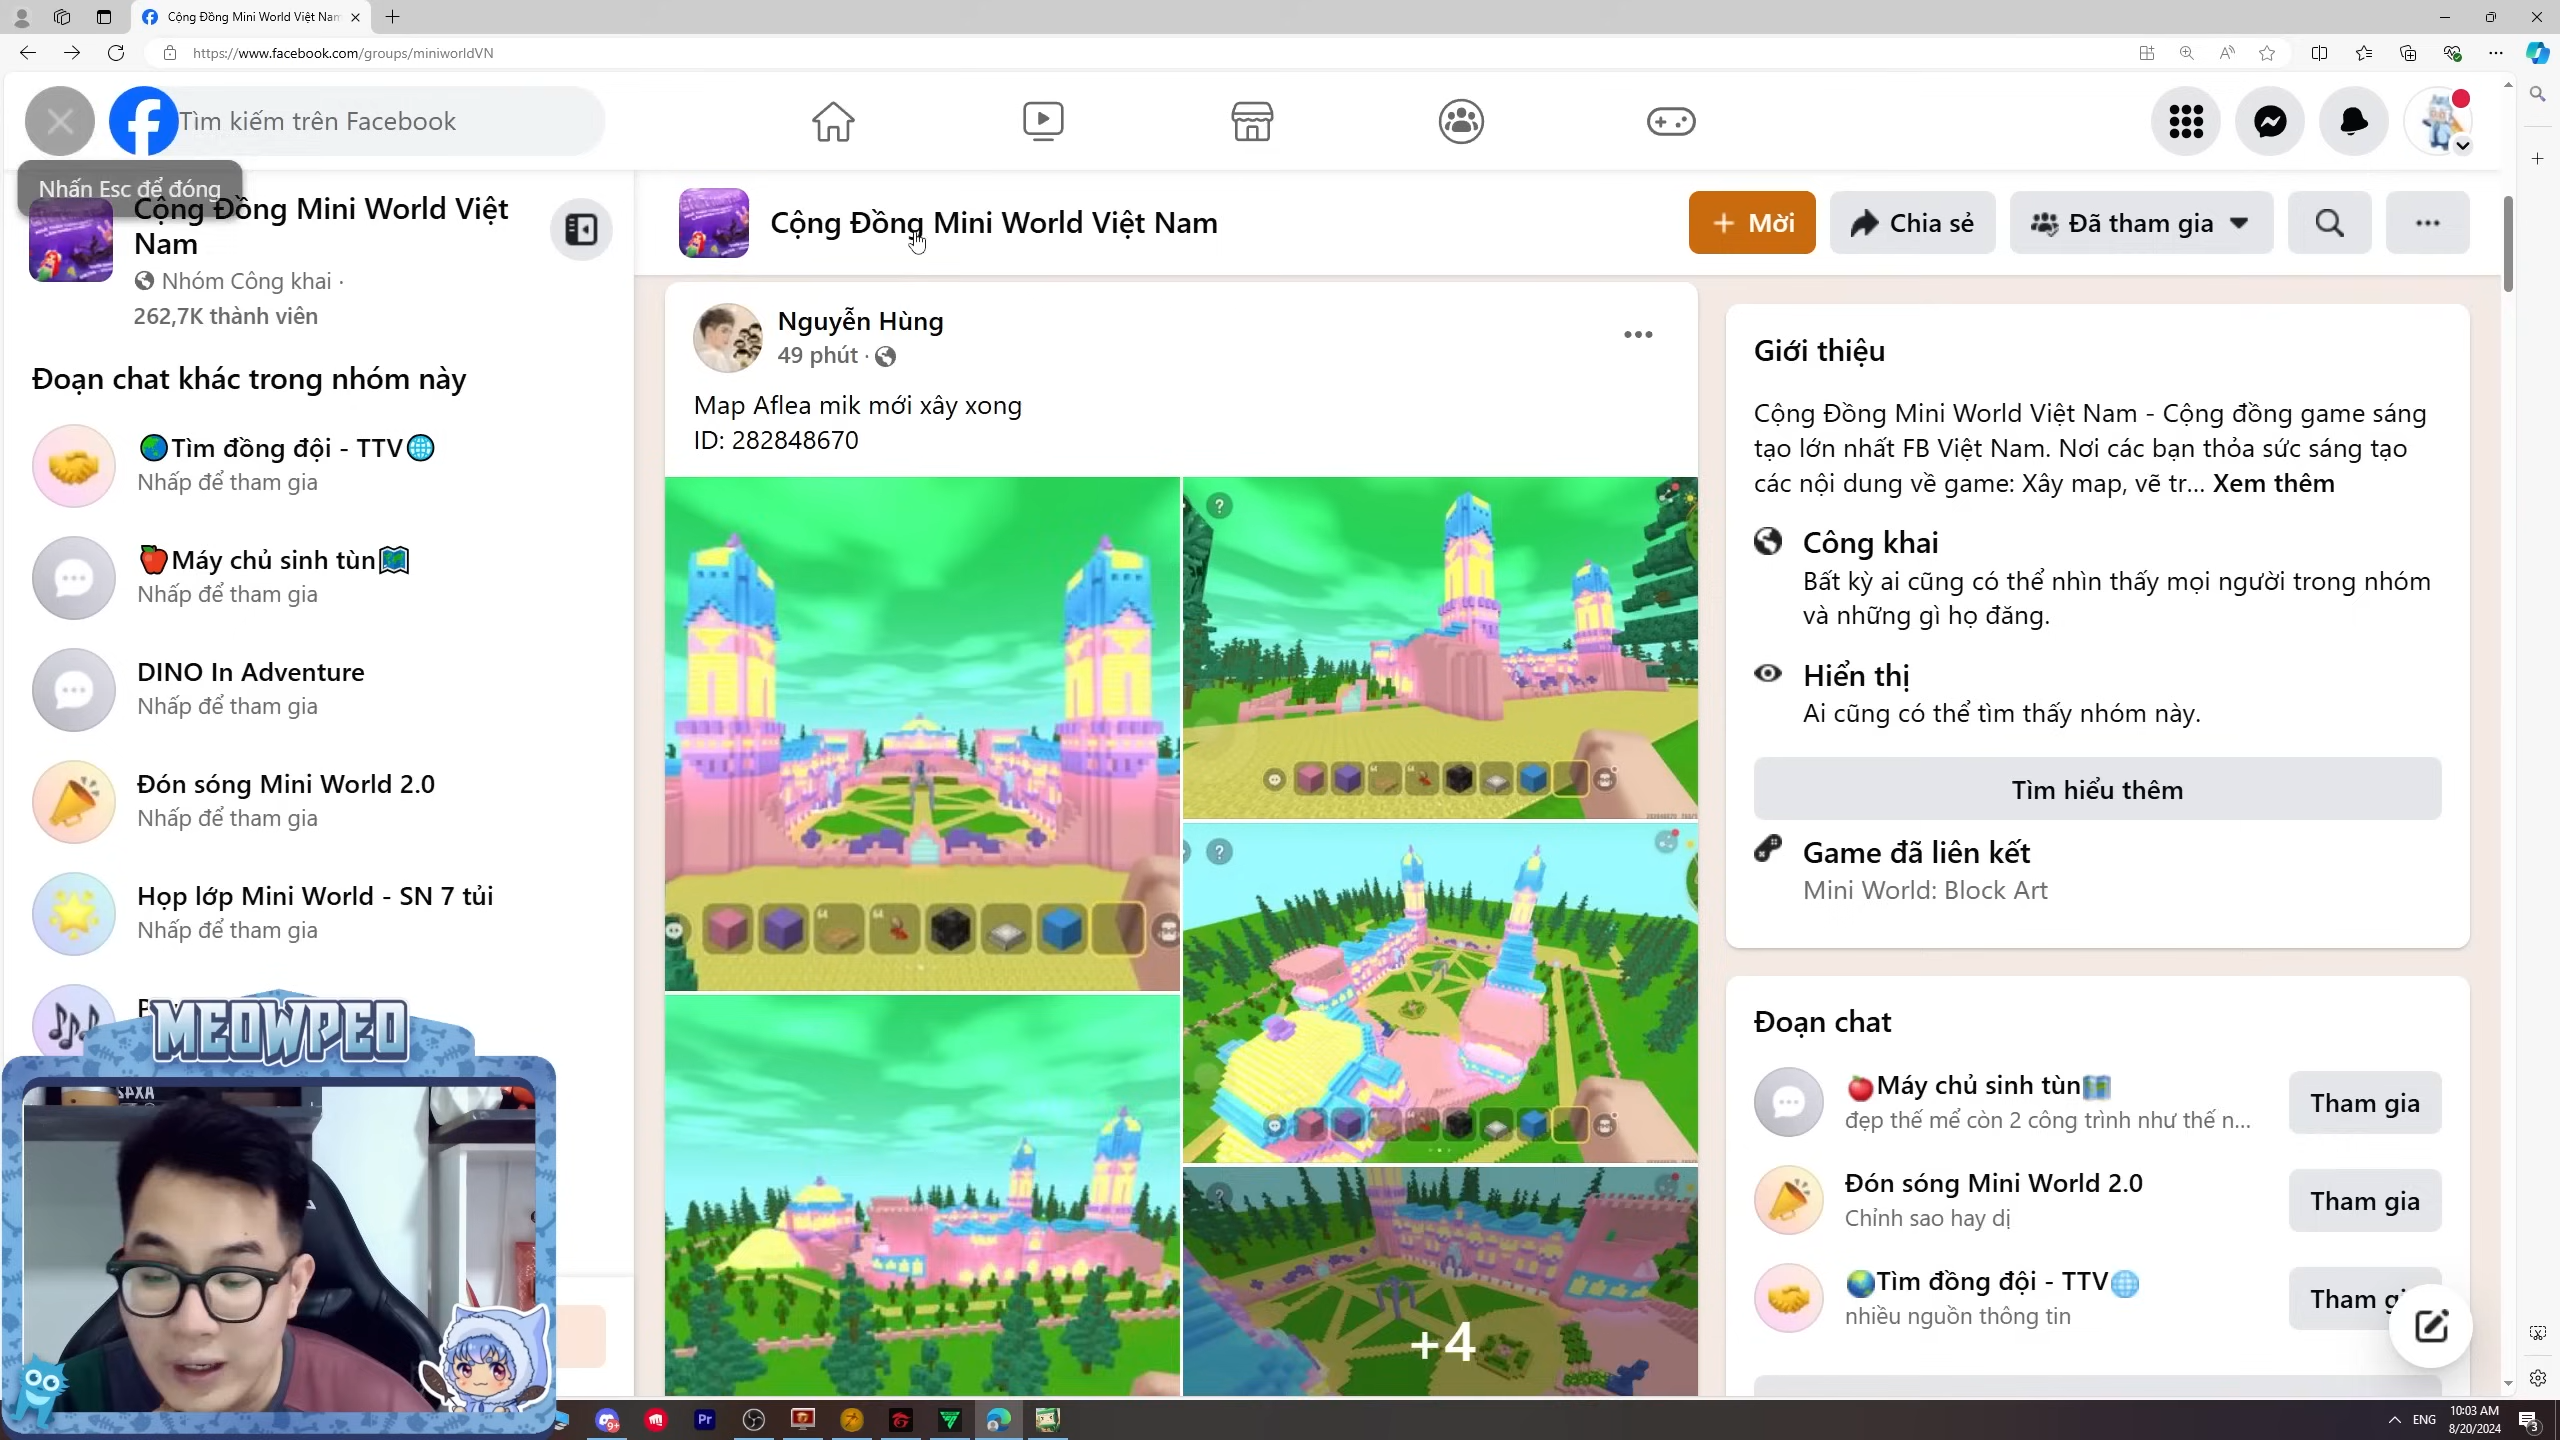 Cộng Đồng Mini World Việt Nam
https://www.facebook.com/groups/miniworldVN
Tìm kiếm trên Facebook
Nhấn Esc để đóng
Cộng Đồng Mini World Việt
Nam
Nhóm Công khai ·
262,7K thành viên
Đoạn chat khác trong nhóm này
🌏Tìm đồng đội - TTV🌐
Nhấp để tham gia
🍎Máy chủ sinh tùn🗺️
Nhấp để tham gia
DINO In Adventure
Nhấp để tham gia
Đón sóng Mini World 2.0
Nhấp để tham gia
Họp lớp Mini World - SN 7 tủi
Nhấp để tham gia
MEOWPEO
Cộng Đồng Mini World Việt Nam
+ Mời
Chia sẻ
Đã tham gia
Nguyễn Hùng
49 phút ·
Map Aflea mik mới xây xong
ID: 282848670
+4
Giới thiệu
Cộng Đồng Mini World Việt Nam - Cộng đồng game sáng
tạo lớn nhất FB Việt Nam. Nơi các bạn thỏa sức sáng tạo
các nội dung về game: Xây map, vẽ tr... Xem thêm
Công khai
Bất kỳ ai cũng có thể nhìn thấy mọi người trong nhóm
và những gì họ đăng.
Hiển thị
Ai cũng có thể tìm thấy nhóm này.
Tìm hiểu thêm
Game đã liên kết
Mini World: Block Art
Đoạn chat
🍎Máy chủ sinh tùn🗺️
đẹp thế mể còn 2 công trình như thế n...
Tham gia
Đón sóng Mini World 2.0
Chỉnh sao hay dị
Tham gia
🌏Tìm đồng đội - TTV🌐
nhiều nguồn thông tin
Tham
ENG
10:03 AM
8/20/2024
3